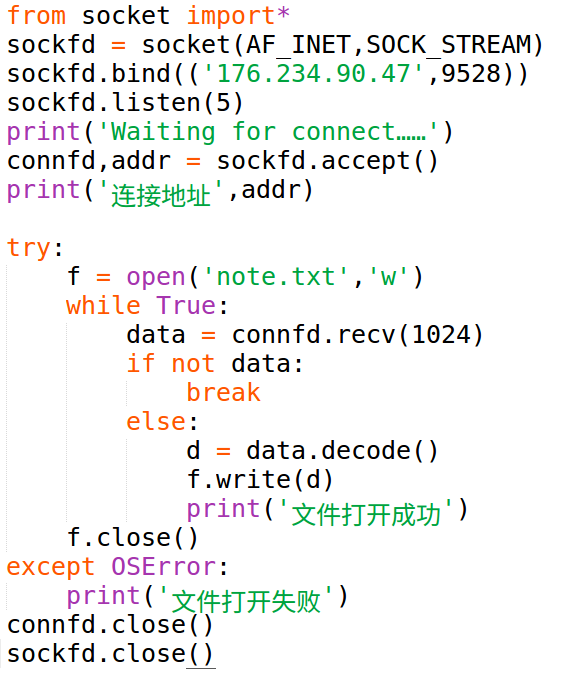 from socket import*
sockfd = socket(AF_INET,SOCK_STREAM)
sockfd.bind(('176.234.90.47',9528))
sockfd.listen(5)
print('Waiting for connect……')
connfd,addr = sockfd.accept()
print('连接地址',addr)

try:
    f = open('note.txt','w')
    while True:
        data = connfd.recv(1024)
        if not data:
            break
        else:
            d = data.decode()
            f.write(d)
            print('文件打开成功')
    f.close()
except OSError:
    print('文件打开失败')
connfd.close()
sockfd.close()